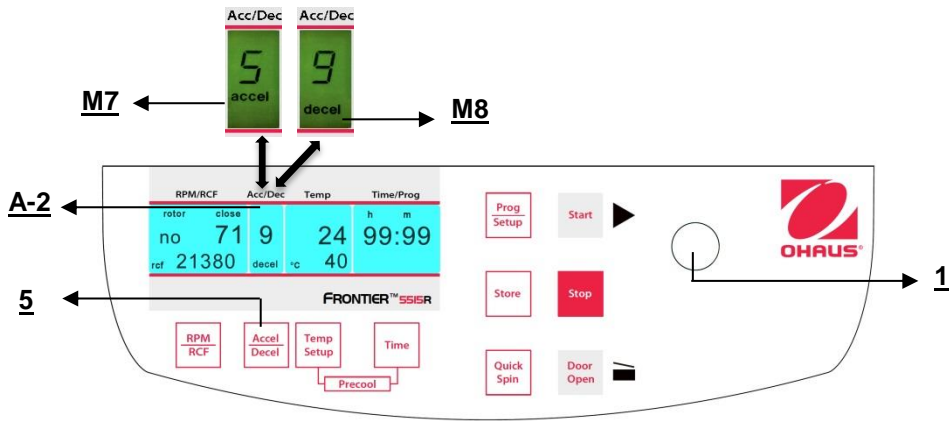 Acc/Dec Acc/Dec
5 9
accel decel
M7 M8
RPM/RCF Acc/Dec Temp Time/Prog
rotor close h m
no 71 9 24 99:99
rcf 21380 decel °c 40
FRONTIER™ 5515R
A-2
5
RPM
RCF
Accel
Decel
Temp
Setup
Time
Precool
Prog
Setup
Start
Store
Stop
Quick
Spin
Door
Open
OHAUS®
1